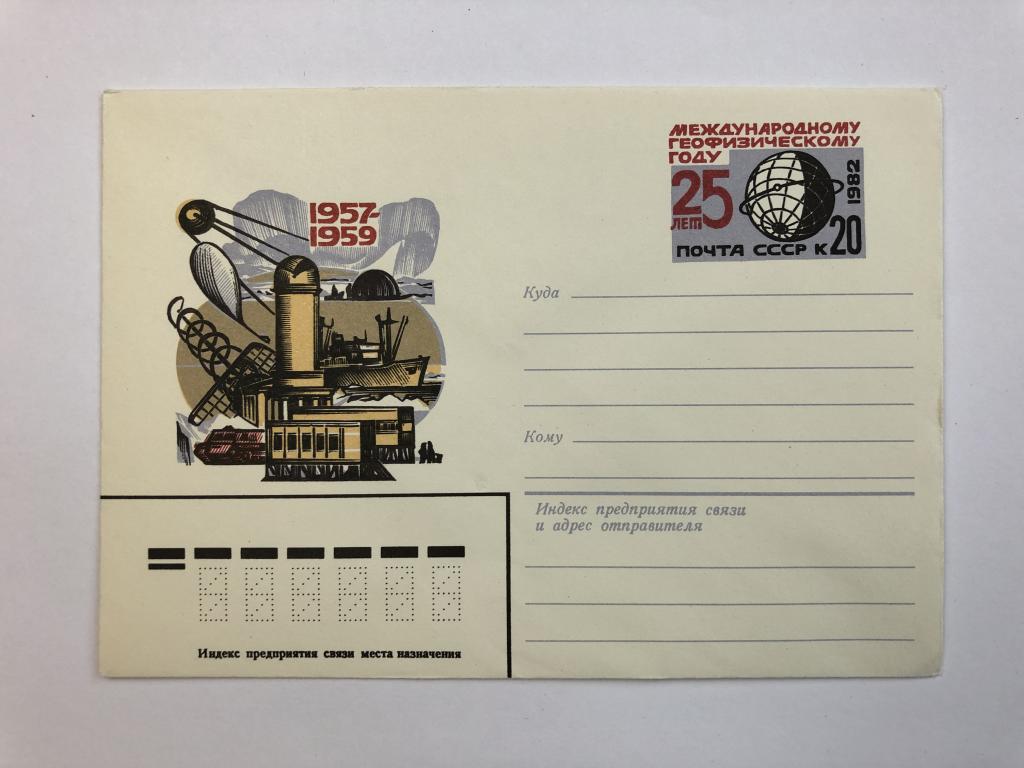 МЕЖДУНАРОДНОМУ
ГЕОФИЗИЧЕСКОМУ
ГОДУ
25
ЛЕТ
1982
ПОЧТА СССР К 20
1957-
1959
Куда
Кому
Индекс предприятия связи
и адрес отправителя
Индекс предприятия связи места назначения